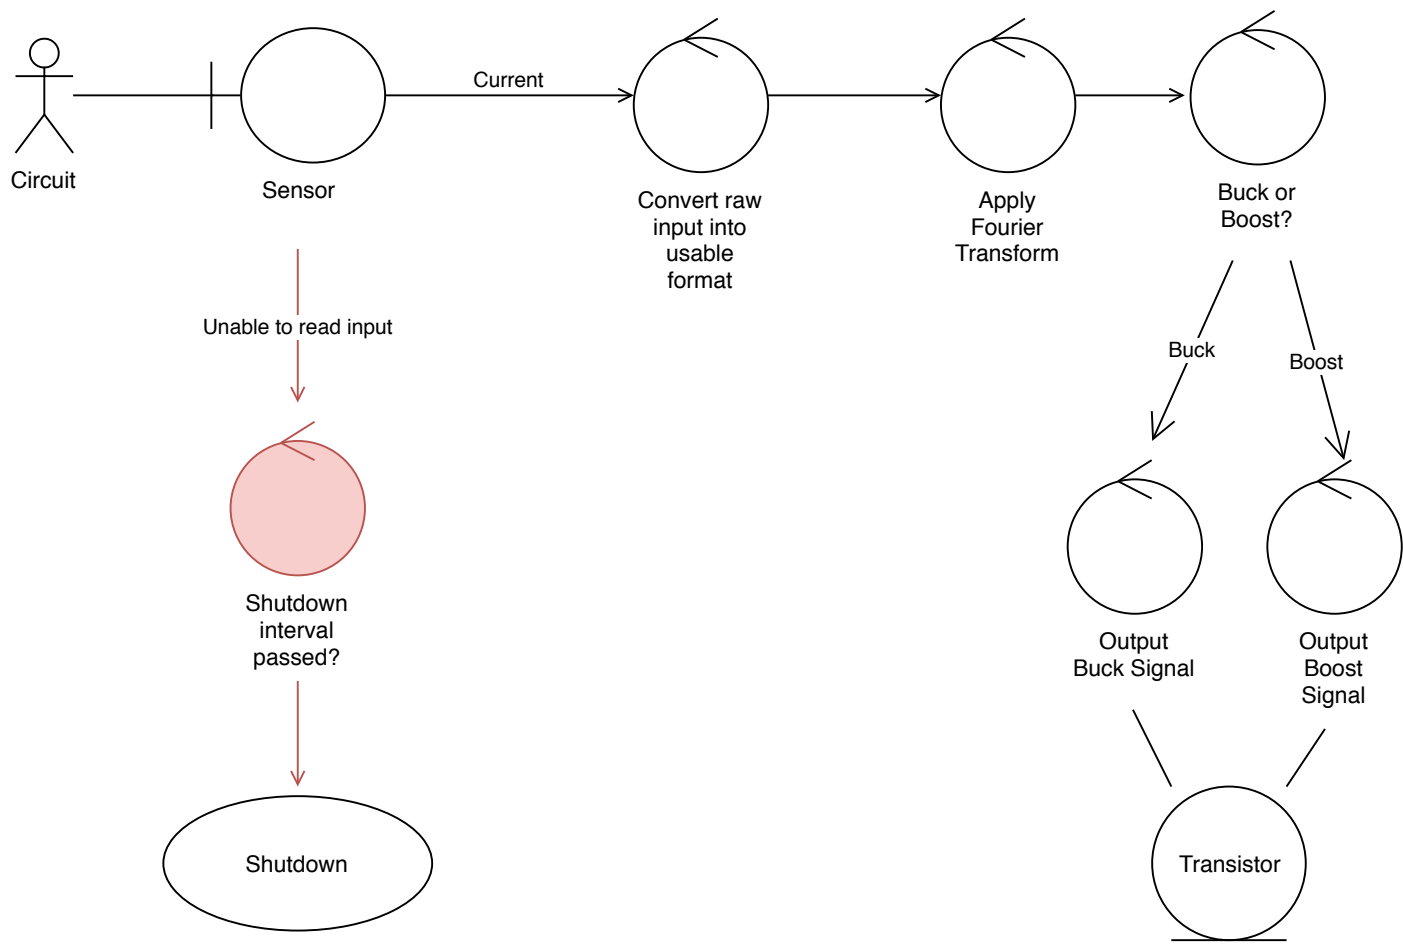 Circuit
Sensor
Current
Convert raw
input into
usable
format
Apply
Fourier
Transform
Buck or
Boost?
Unable to read input
Buck
Boost
Shutdown
interval
passed?
Output
Buck Signal
Output
Boost
Signal
Shutdown
Transistor